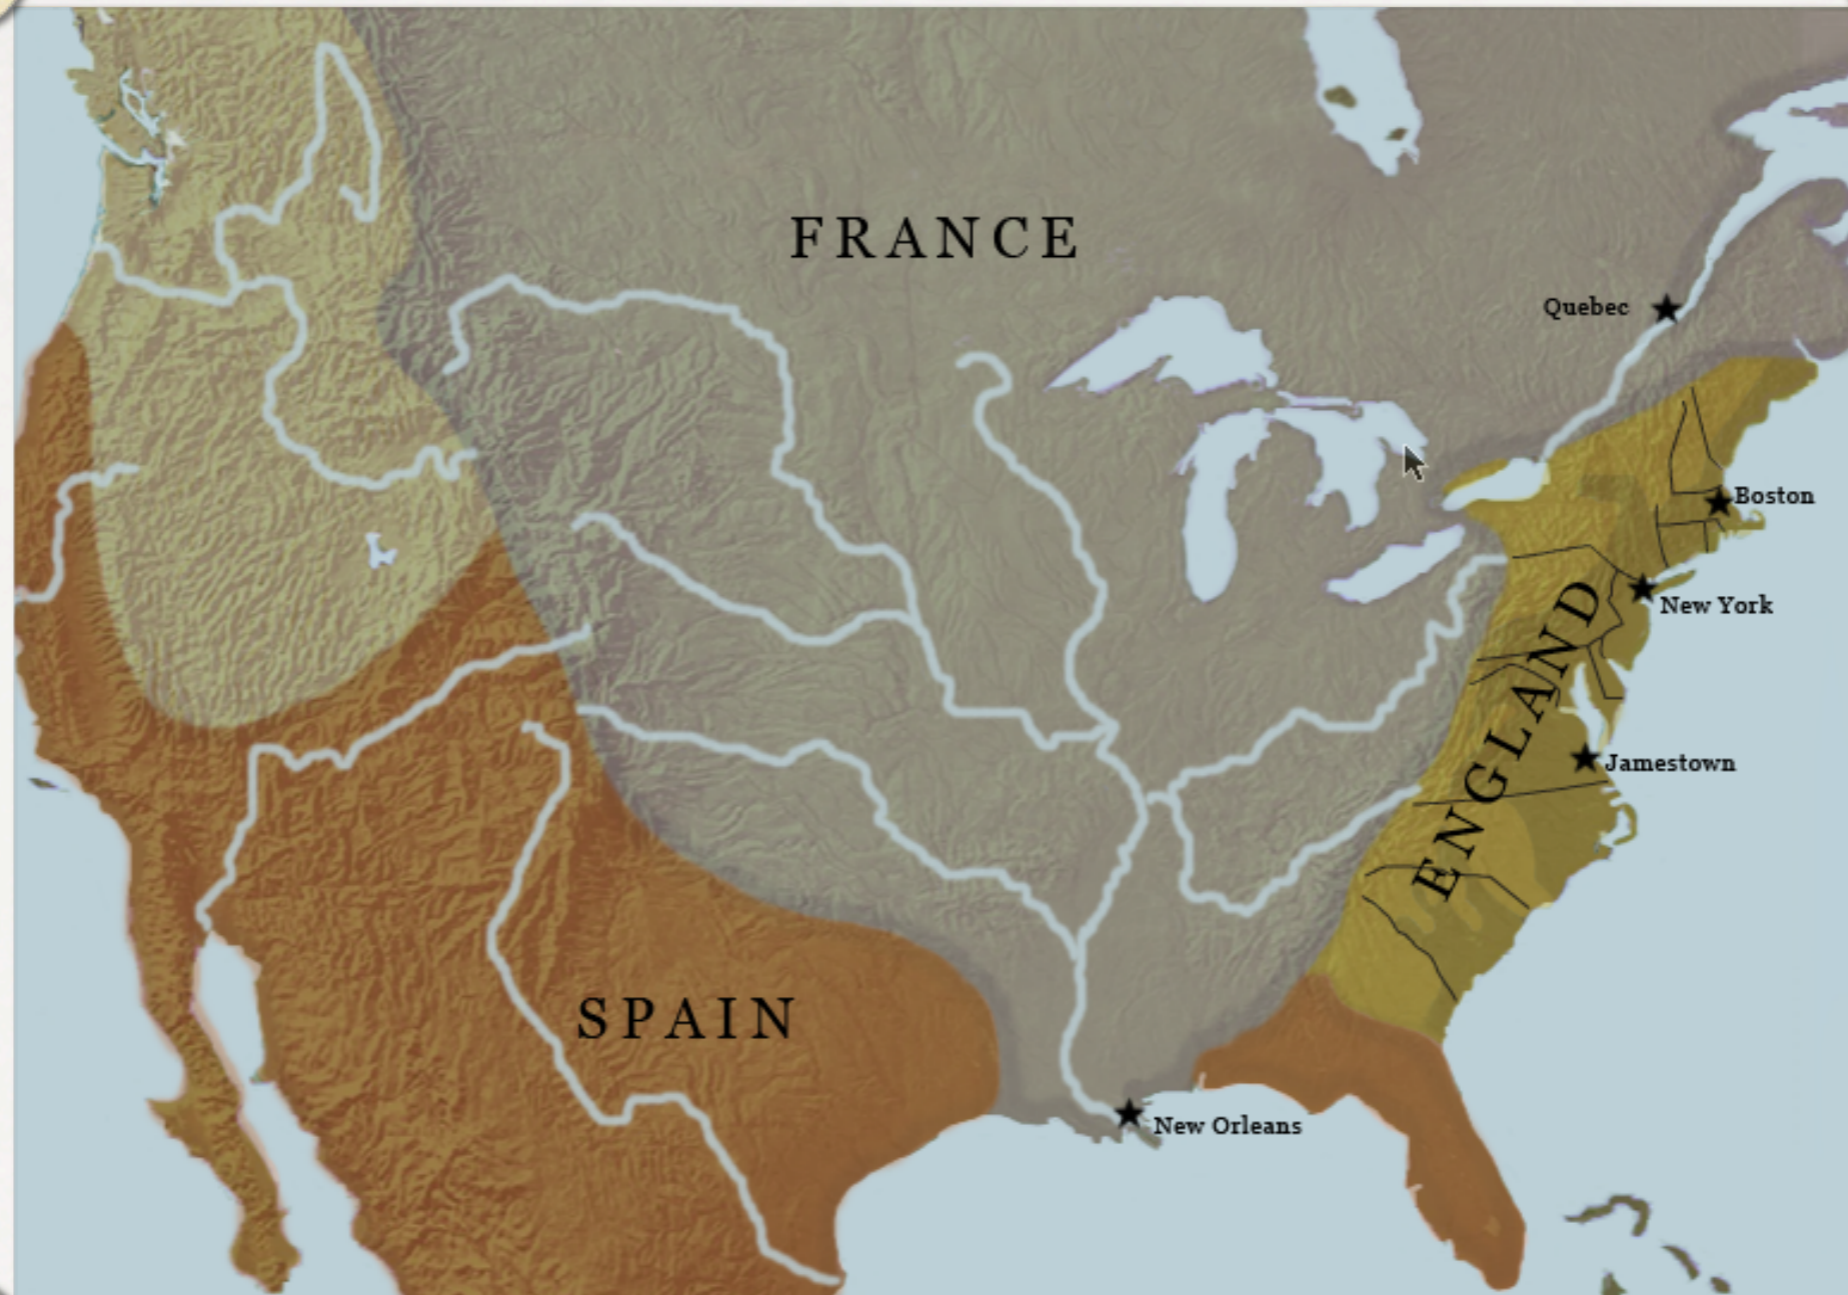 FRANCE
Quebec
Boston
New York
ENGLAND
Jamestown
SPAIN
New Orleans